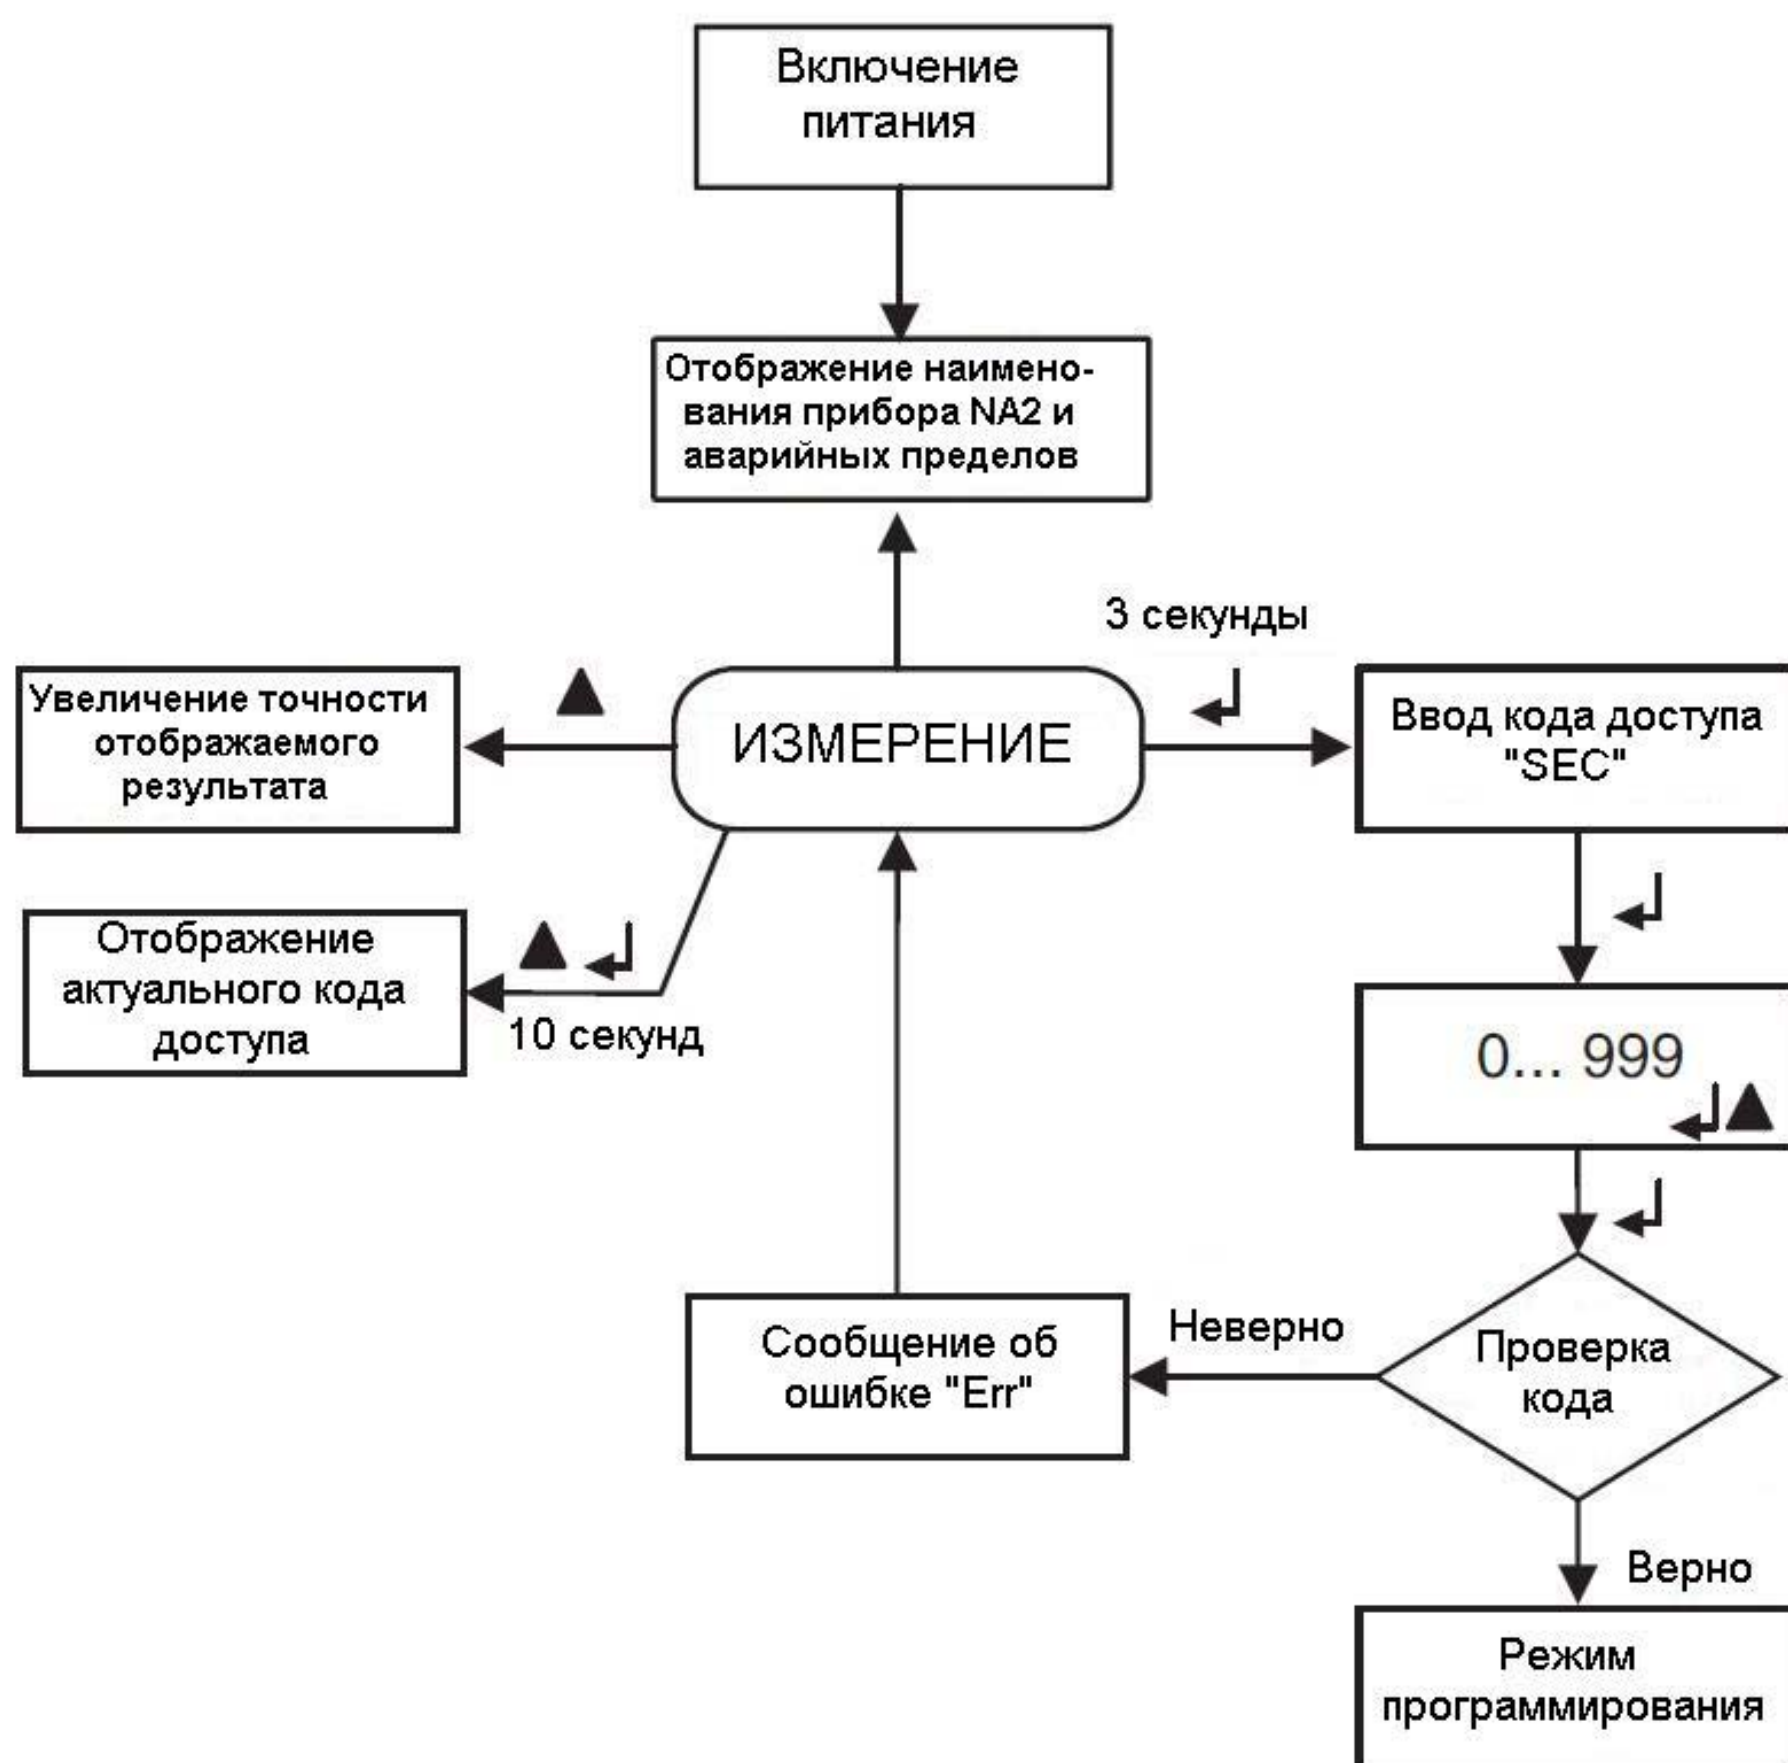 Включение
питания
Отображение наимено-
вания прибора NA2 и
аварийных пределов
3 секунды
Увеличение точности
отображаемого
результата
ИЗМЕРЕНИЕ
Ввод кода доступа
"SEC"
Отображение
актуального кода
доступа
10 секунд
0... 999
Сообщение об
ошибке "Err"
Неверно
Проверка
кода
Верно
Режим
программирования